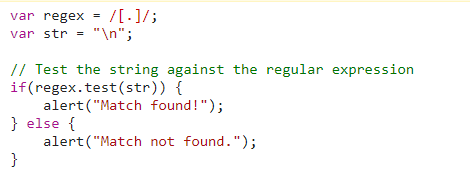 var regex = /[.]/;
var str = "\n";

// Test the string against the regular expression
if(regex.test(str)) {
    alert("Match found!");
} else {
    alert("Match not found.");
}